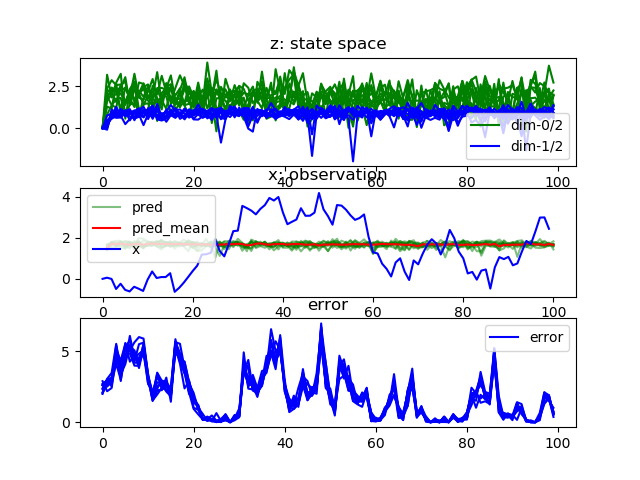 z: state space
2.5
0.0
dim-0/2
dim-1/2
0 20 40 60 80 100
x: observation
4
2
0
pred
pred_mean
x
0 20 40 60 80 100
error
5
0
error
0 20 40 60 80 100